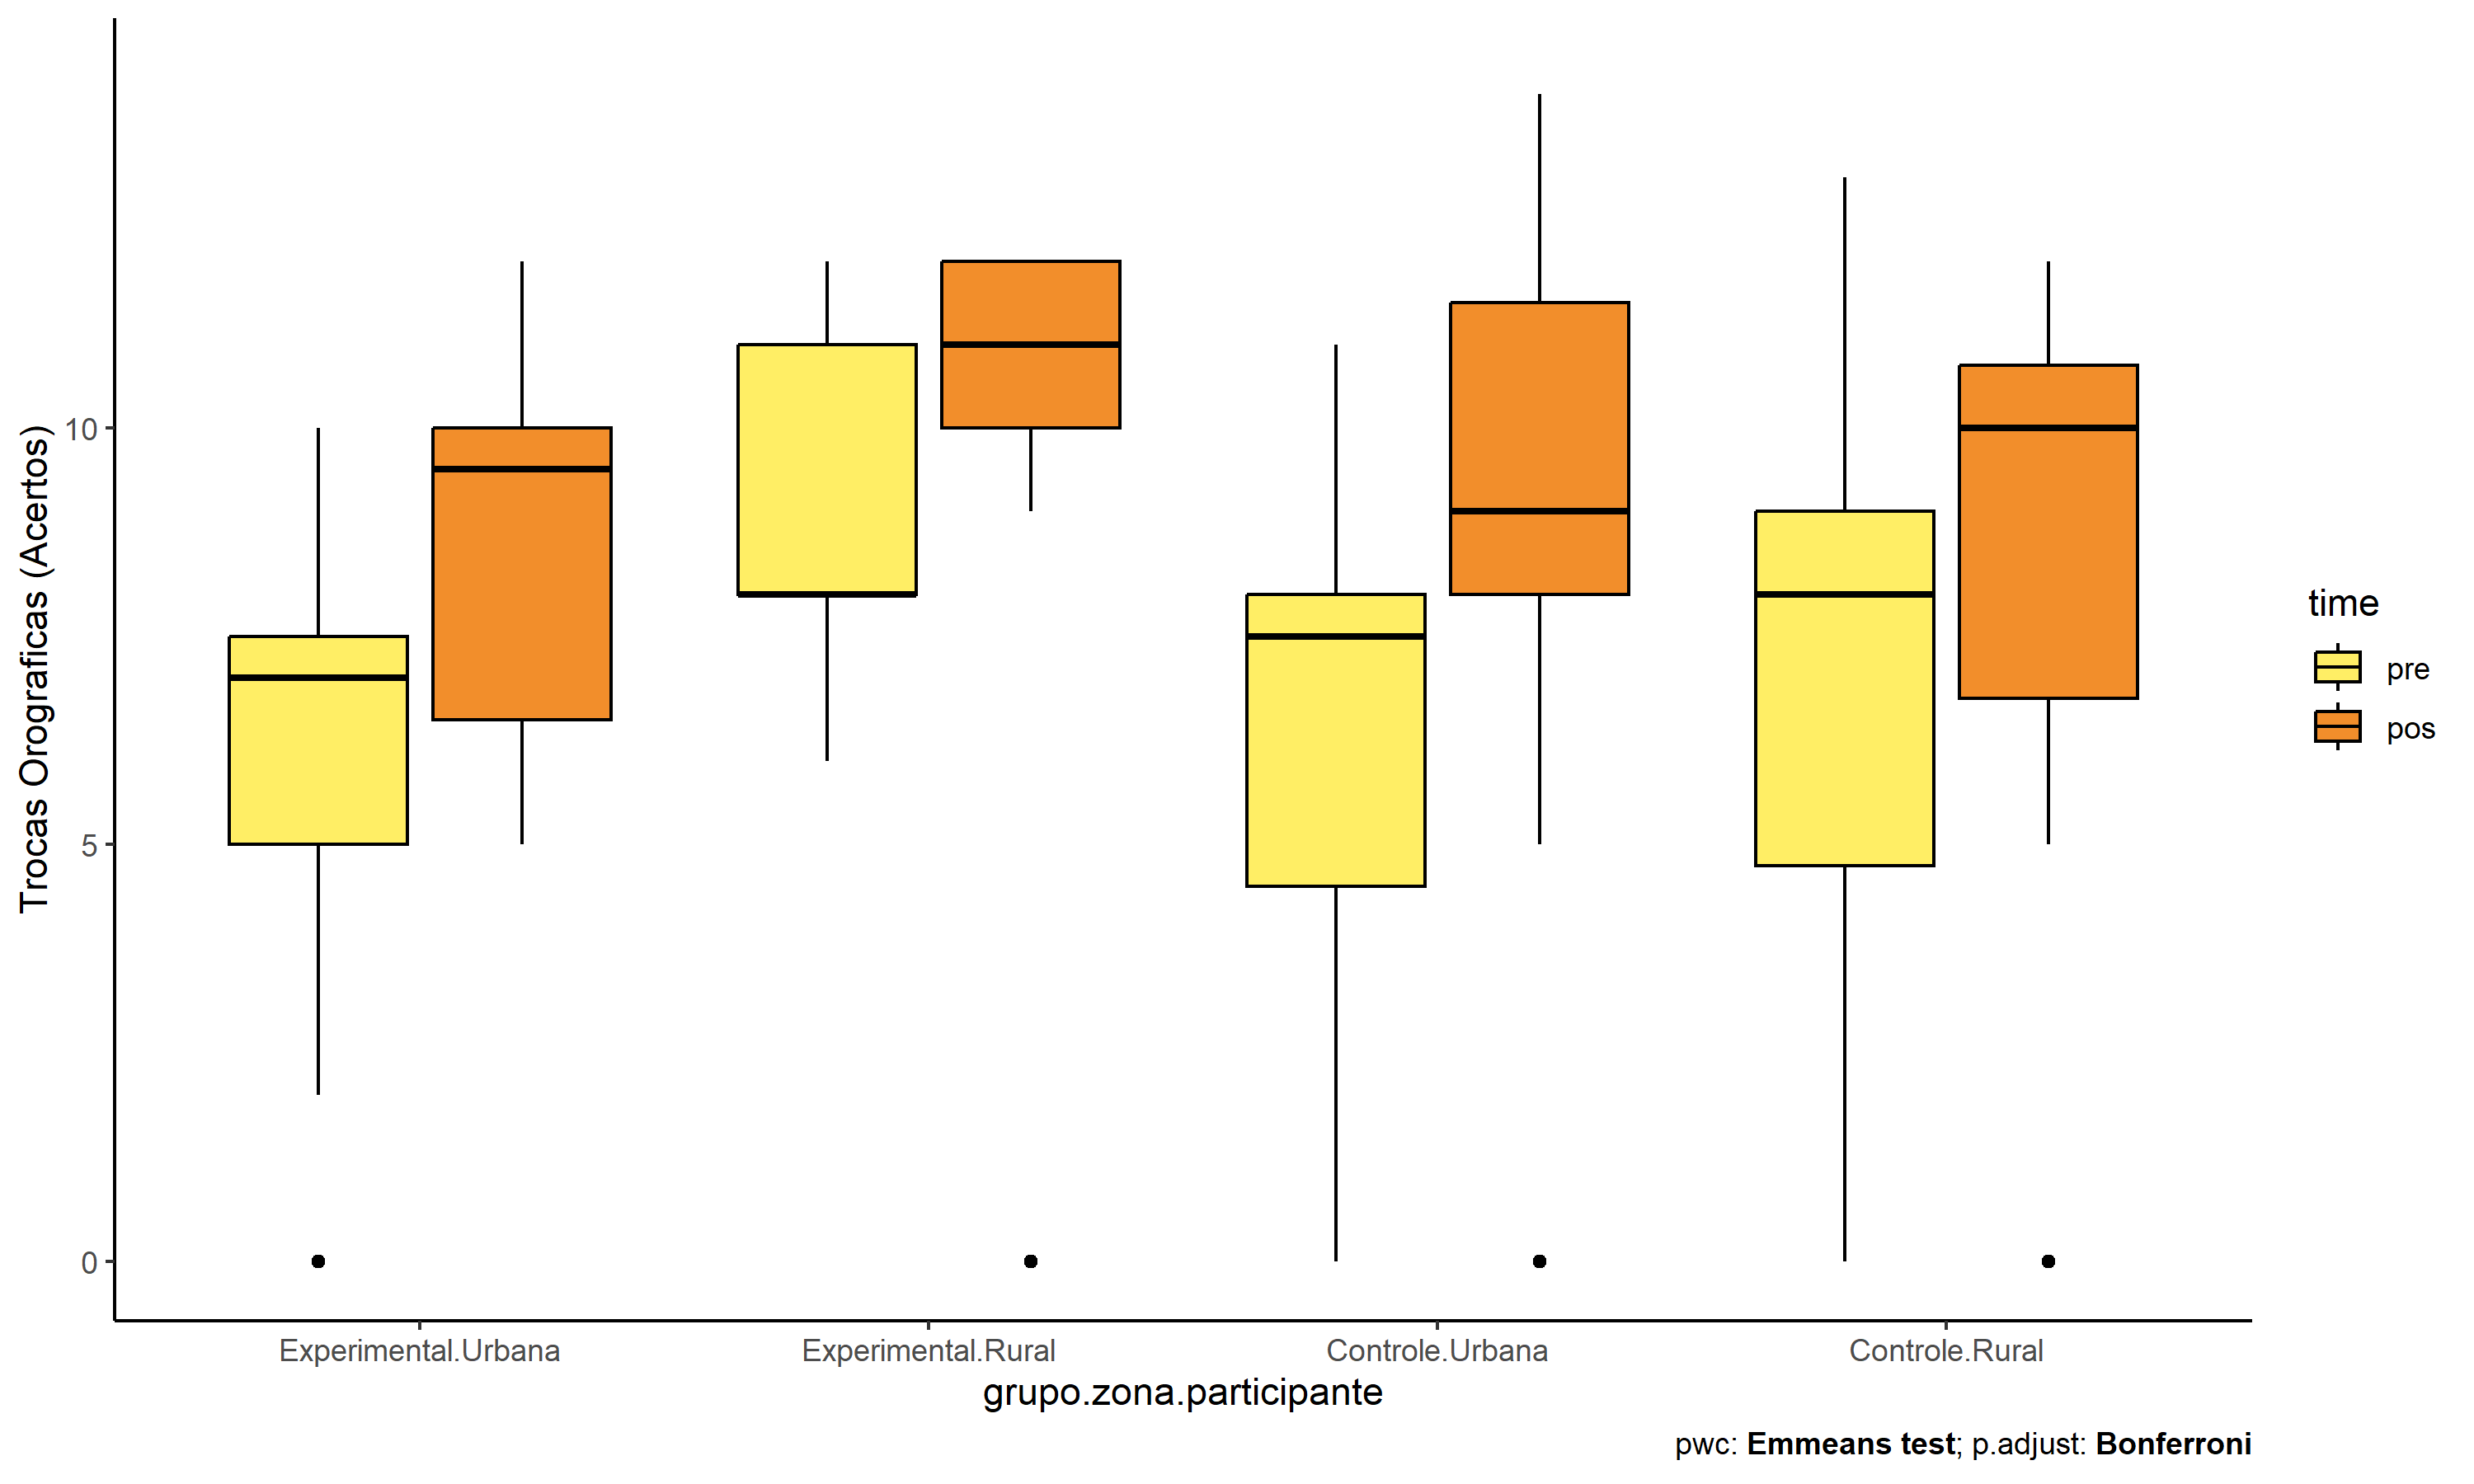 Trocas Orograficas (Acertos)
10
5
0
Experimental.Urbana
Experimental.Rural
Controle.Urbana
Controle.Rural
grupo.zona.participante
time
pre
pos
pwc: Emmeans test; p.adjust: Bonferroni